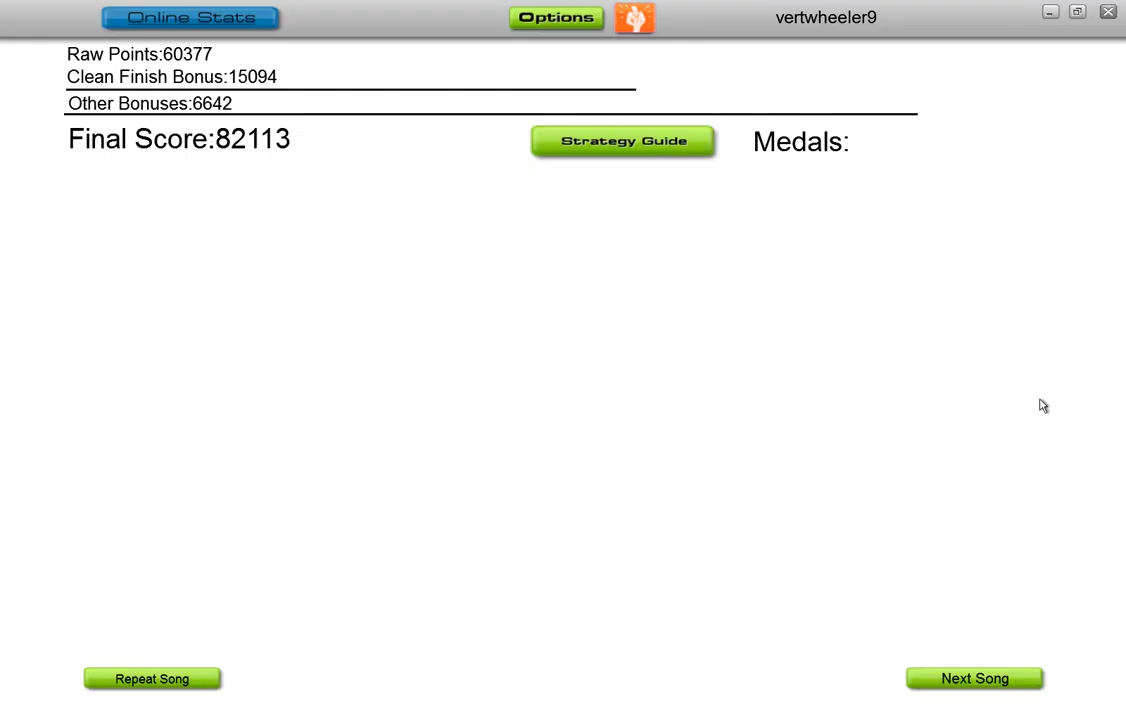 Online Stats
Options
vertwheeler9
Raw Points:60377
Clean Finish Bonus:15094
Other Bonuses:6642
Final Score:82113
Strategy Guide
Medals:
Repeat Song
Next Song